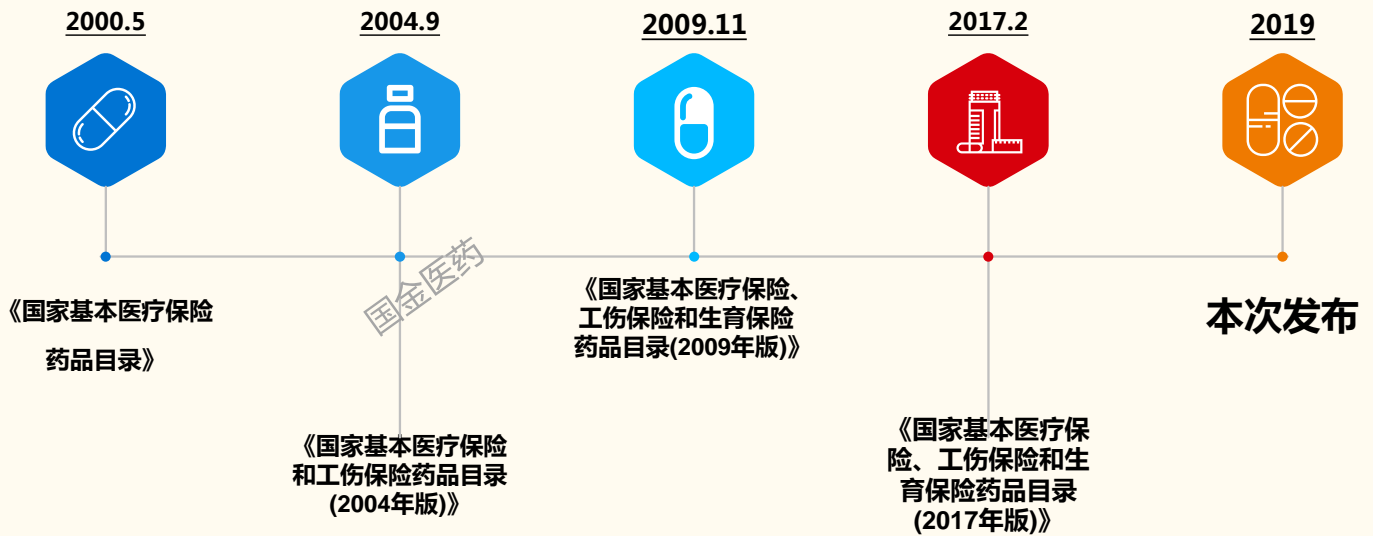 2000.5
2004.9
2009.11
2017.2
2019
国金医药
《国家基本医疗保险
药品目录》
《国家基本医疗保险
和工伤保险药品目录
(2004年版)》
《国家基本医疗保险、
工伤保险和生育保险
药品目录(2009年版)》
《国家基本医疗保
险、工伤保险和生
育保险药品目录
(2017年版)》
本次发布